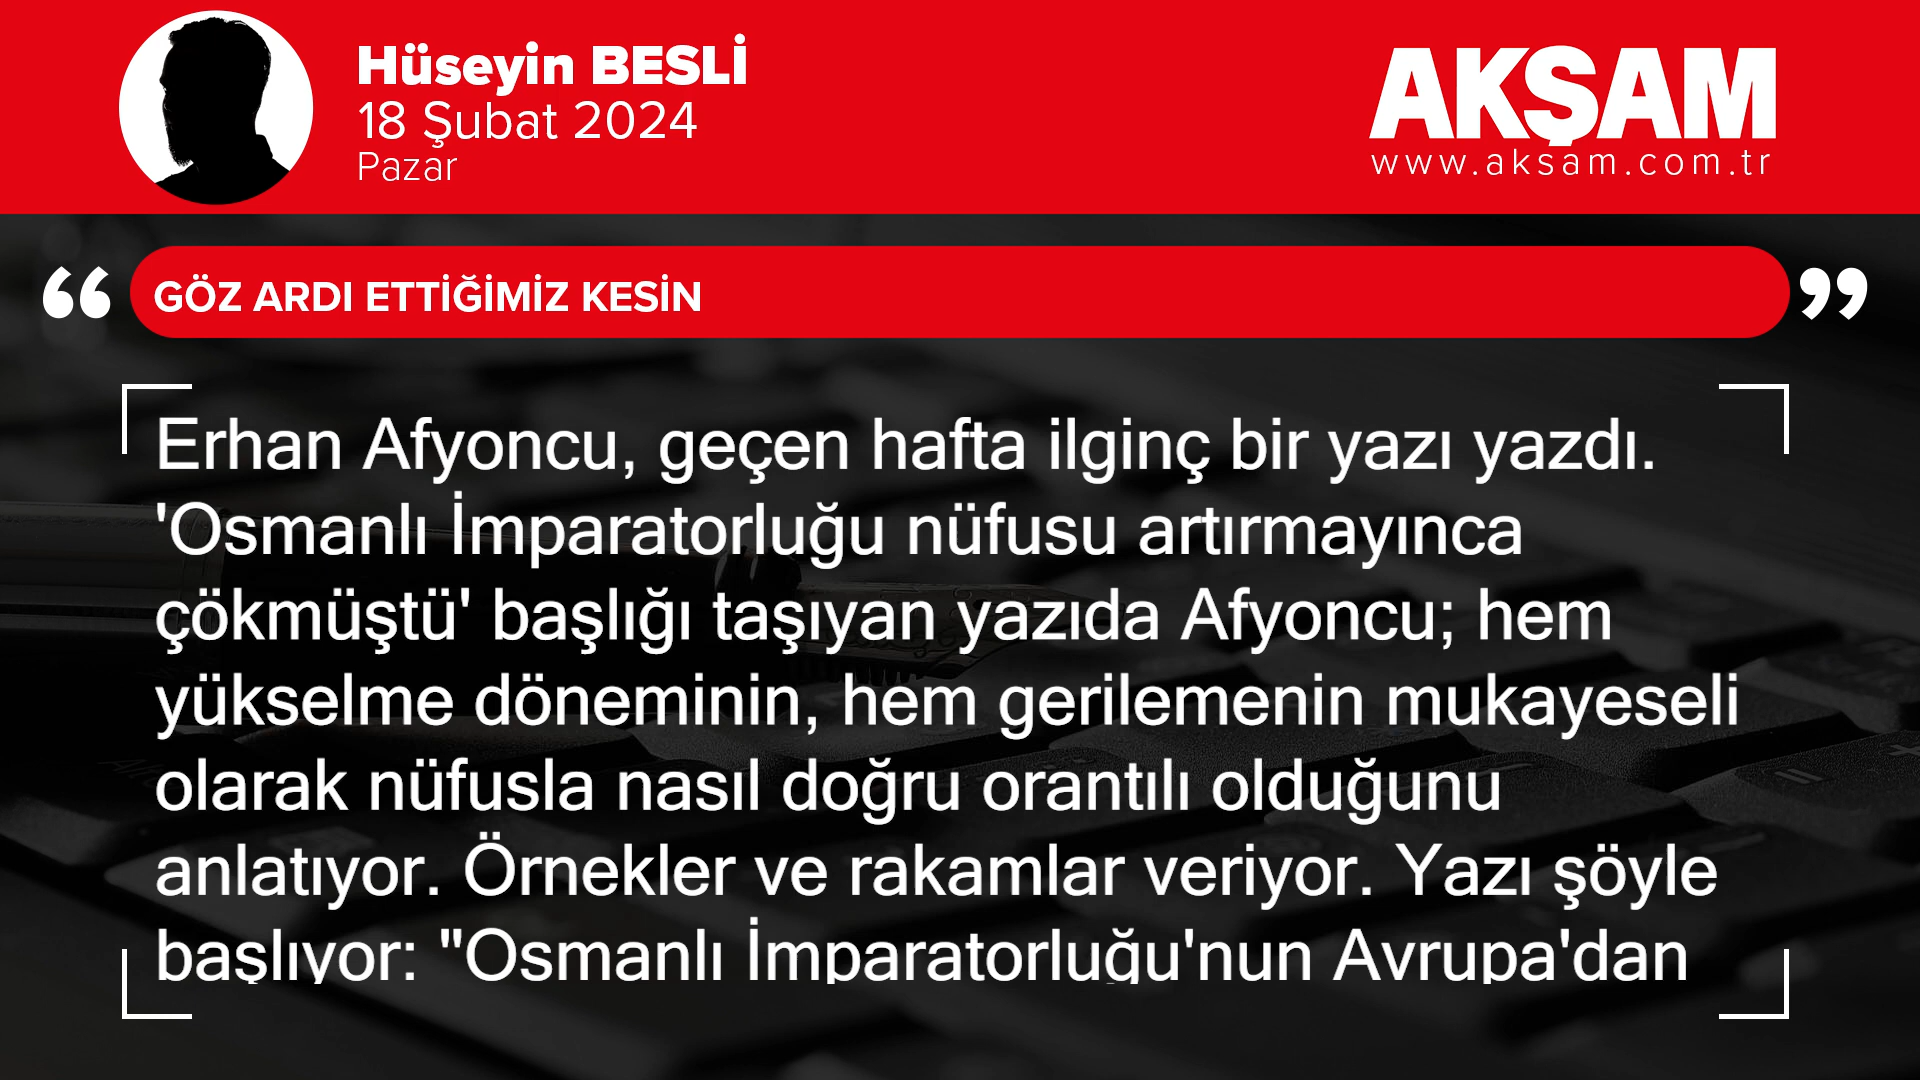 Hüseyin BESLİ
18 Şubat 2024
Pazar
AKŞAM
www.aksam.com.tr
“ GÖZ ARDI ETTİĞİMİZ KESİN ”
Erhan Afyoncu, geçen hafta ilginç bir yazı yazdı.
'Osmanlı İmparatorluğu nüfusu artırmayınca
çökmüştü' başlığı taşıyan yazıda Afyoncu; hem
yükselme döneminin, hem gerilemenin mukayeseli
olarak nüfusla nasıl doğru orantılı olduğunu
anlatıyor. Örnekler ve rakamlar veriyor. Yazı şöyle
başlıyor: "Osmanlı İmparatorluğu'nun Avrupa'dan